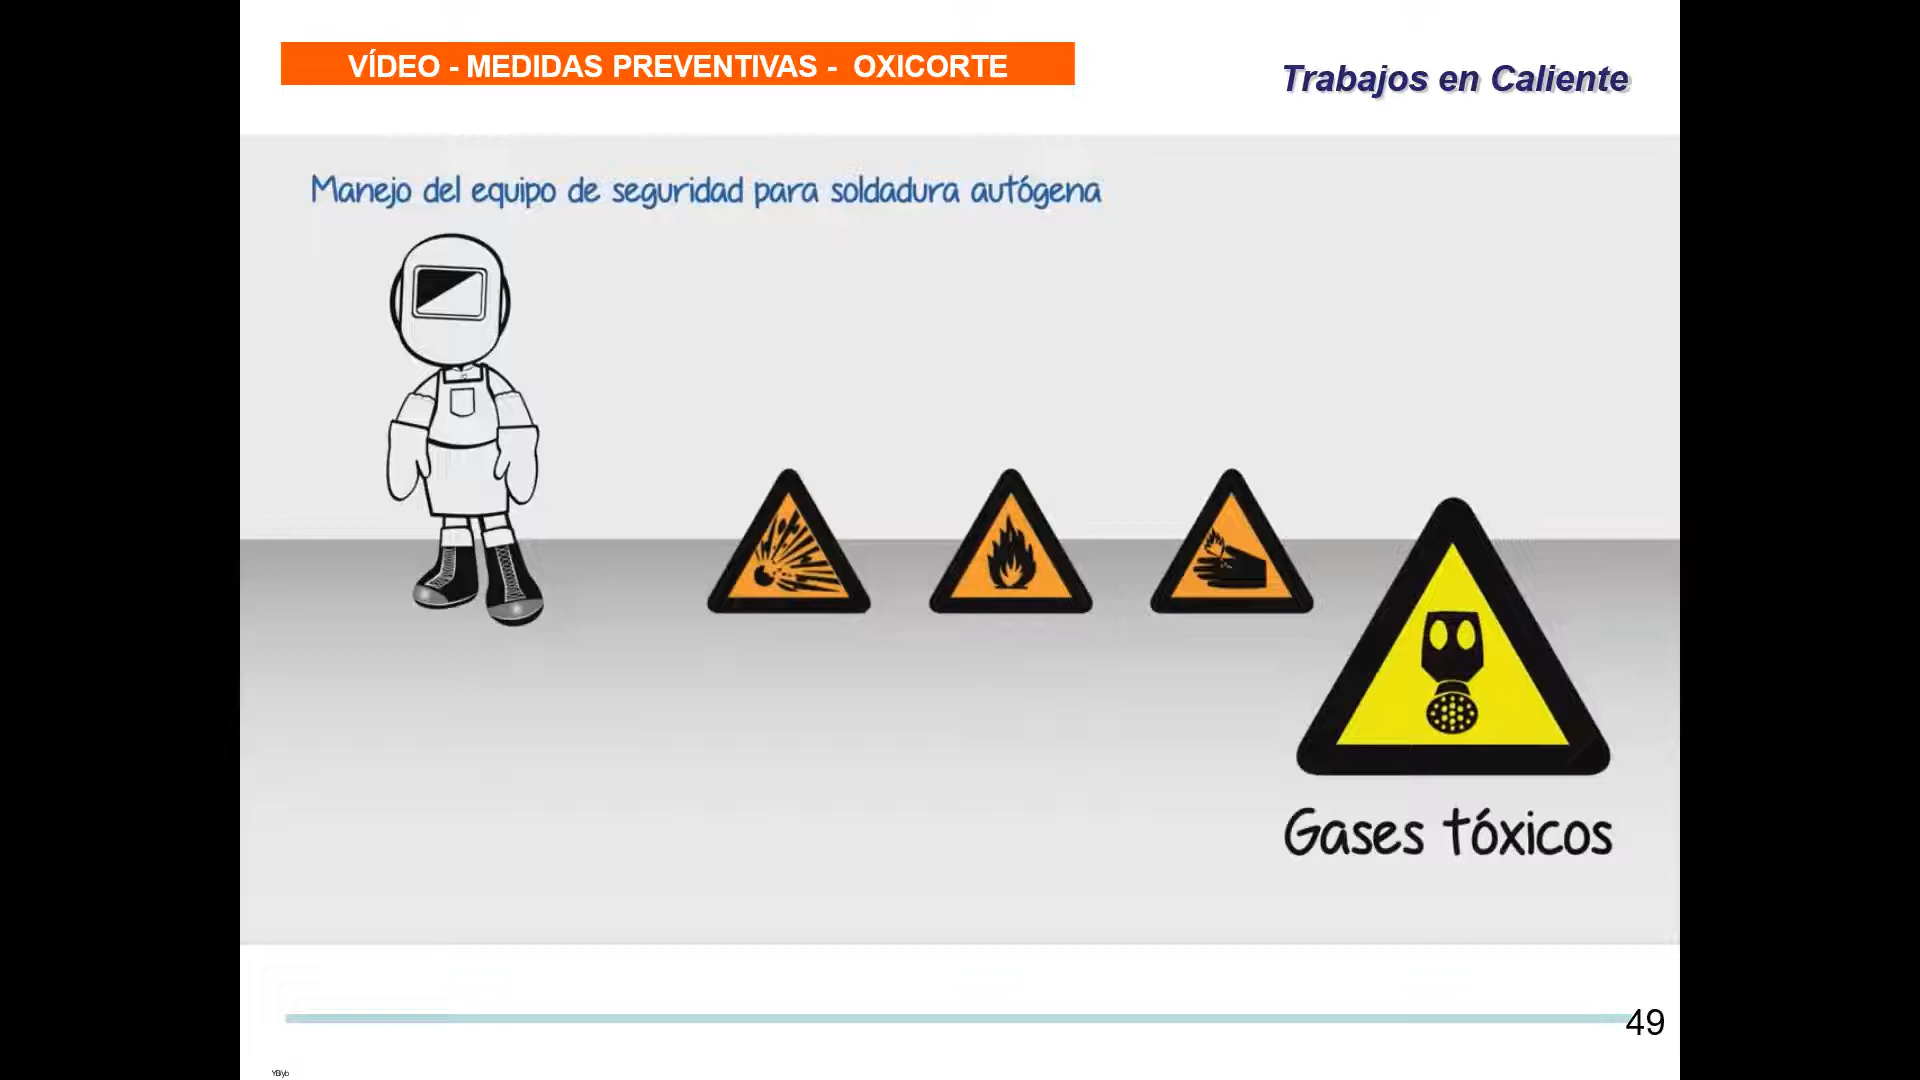 VÍDEO - MEDIDAS PREVENTIVAS - OXICORTE
Trabajos en Caliente
Manejo del equipo de seguridad para soldadura autógena
Gases tóxicos
49